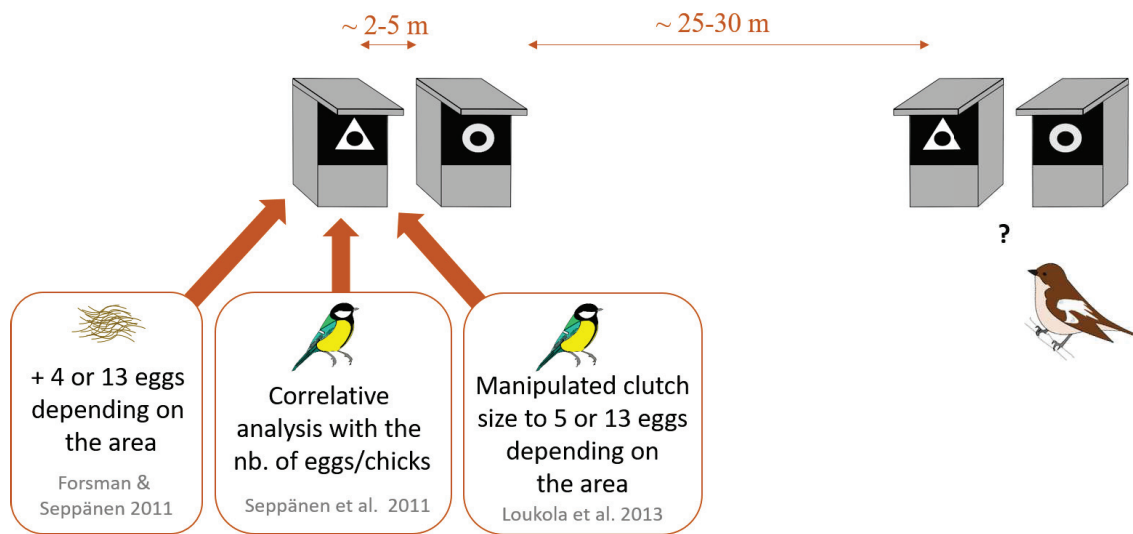 ~ 2-5 m
~ 25-30 m
?
+ 4 or 13 eggs
depending on
the area
Forsman &
Seppänen 2011
Correlative
analysis with the
nb. of eggs/chicks
Seppänen et al. 2011
Manipulated clutch
size to 5 or 13 eggs
depending on
the area
Loukola et al. 2013